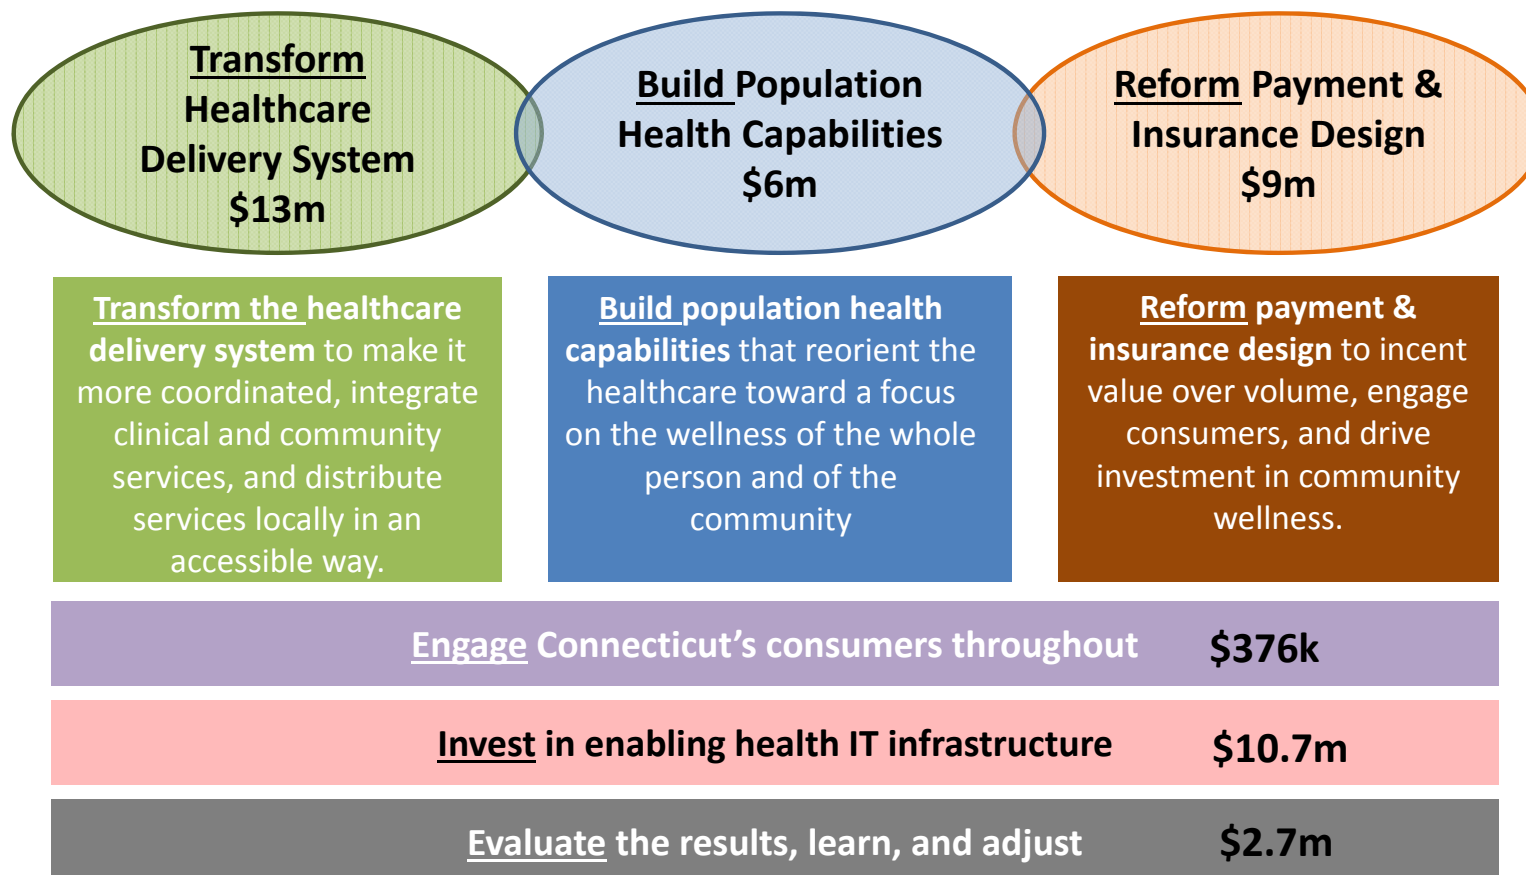 Transform
Healthcare
Delivery System
$13m
Build Population
Health Capabilities
$6m
Reform Payment &
Insurance Design
$9m
Transform the healthcare
delivery system to make it
more coordinated, integrate
clinical and community
services, and distribute
services locally in an
accessible way.
Build population health
capabilities that reorient the
healthcare toward a focus
on the wellness of the whole
person and of the
community
Reform payment &
insurance design to incent
value over volume, engage
consumers, and drive
investment in community
wellness.
Engage Connecticut’s consumers throughout $376k
Invest in enabling health IT infrastructure $10.7m
Evaluate the results, learn, and adjust $2.7m